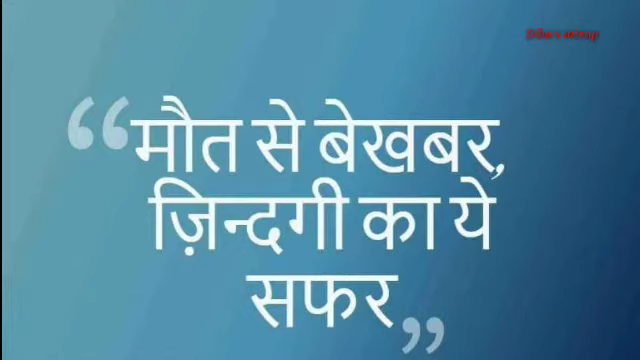 “मौत से बेखबर,
ज़िन्दगी का ये
सफर”